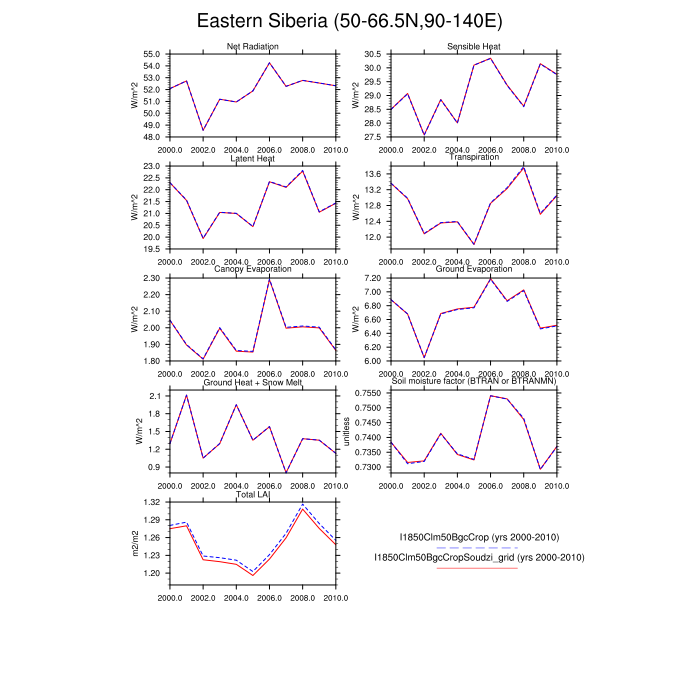 Eastern Siberia (50-66.5N,90-140E)
Net Radiation
W/m^2
55.0
54.0
53.0
52.0
51.0
50.0
49.0
48.0
2000.0 2002.0 2004.0 2006.0 2008.0 2010.0
Sensible Heat
W/m^2
30.5
30.0
29.5
29.0
28.5
28.0
27.5
2000.0 2002.0 2004.0 2006.0 2008.0 2010.0
Latent Heat
W/m^2
23.0
22.5
22.0
21.5
21.0
20.5
20.0
19.5
2000.0 2002.0 2004.0 2006.0 2008.0 2010.0
Transpiration
W/m^2
13.6
13.2
12.8
12.4
12.0
2000.0 2002.0 2004.0 2006.0 2008.0 2010.0
Canopy Evaporation
W/m^2
2.30
2.20
2.10
2.00
1.90
1.80
2000.0 2002.0 2004.0 2006.0 2008.0 2010.0
Ground Evaporation
W/m^2
7.20
7.00
6.80
6.60
6.40
6.20
6.00
2000.0 2002.0 2004.0 2006.0 2008.0 2010.0
Ground Heat + Snow Melt
W/m^2
2.1
1.8
1.5
1.2
0.9
2000.0 2002.0 2004.0 2006.0 2008.0 2010.0
Soil moisture factor (BTRAN or BTRANMN)
unitless
0.7550
0.7500
0.7450
0.7400
0.7350
0.7300
2000.0 2002.0 2004.0 2006.0 2008.0 2010.0
Total LAI
m2/m2
1.32
1.29
1.26
1.23
1.20
2000.0 2002.0 2004.0 2006.0 2008.0 2010.0
I1850Clm50BgcCrop (yrs 2000-2010)
I1850Clm50BgcCropSoudzi_grid (yrs 2000-2010)